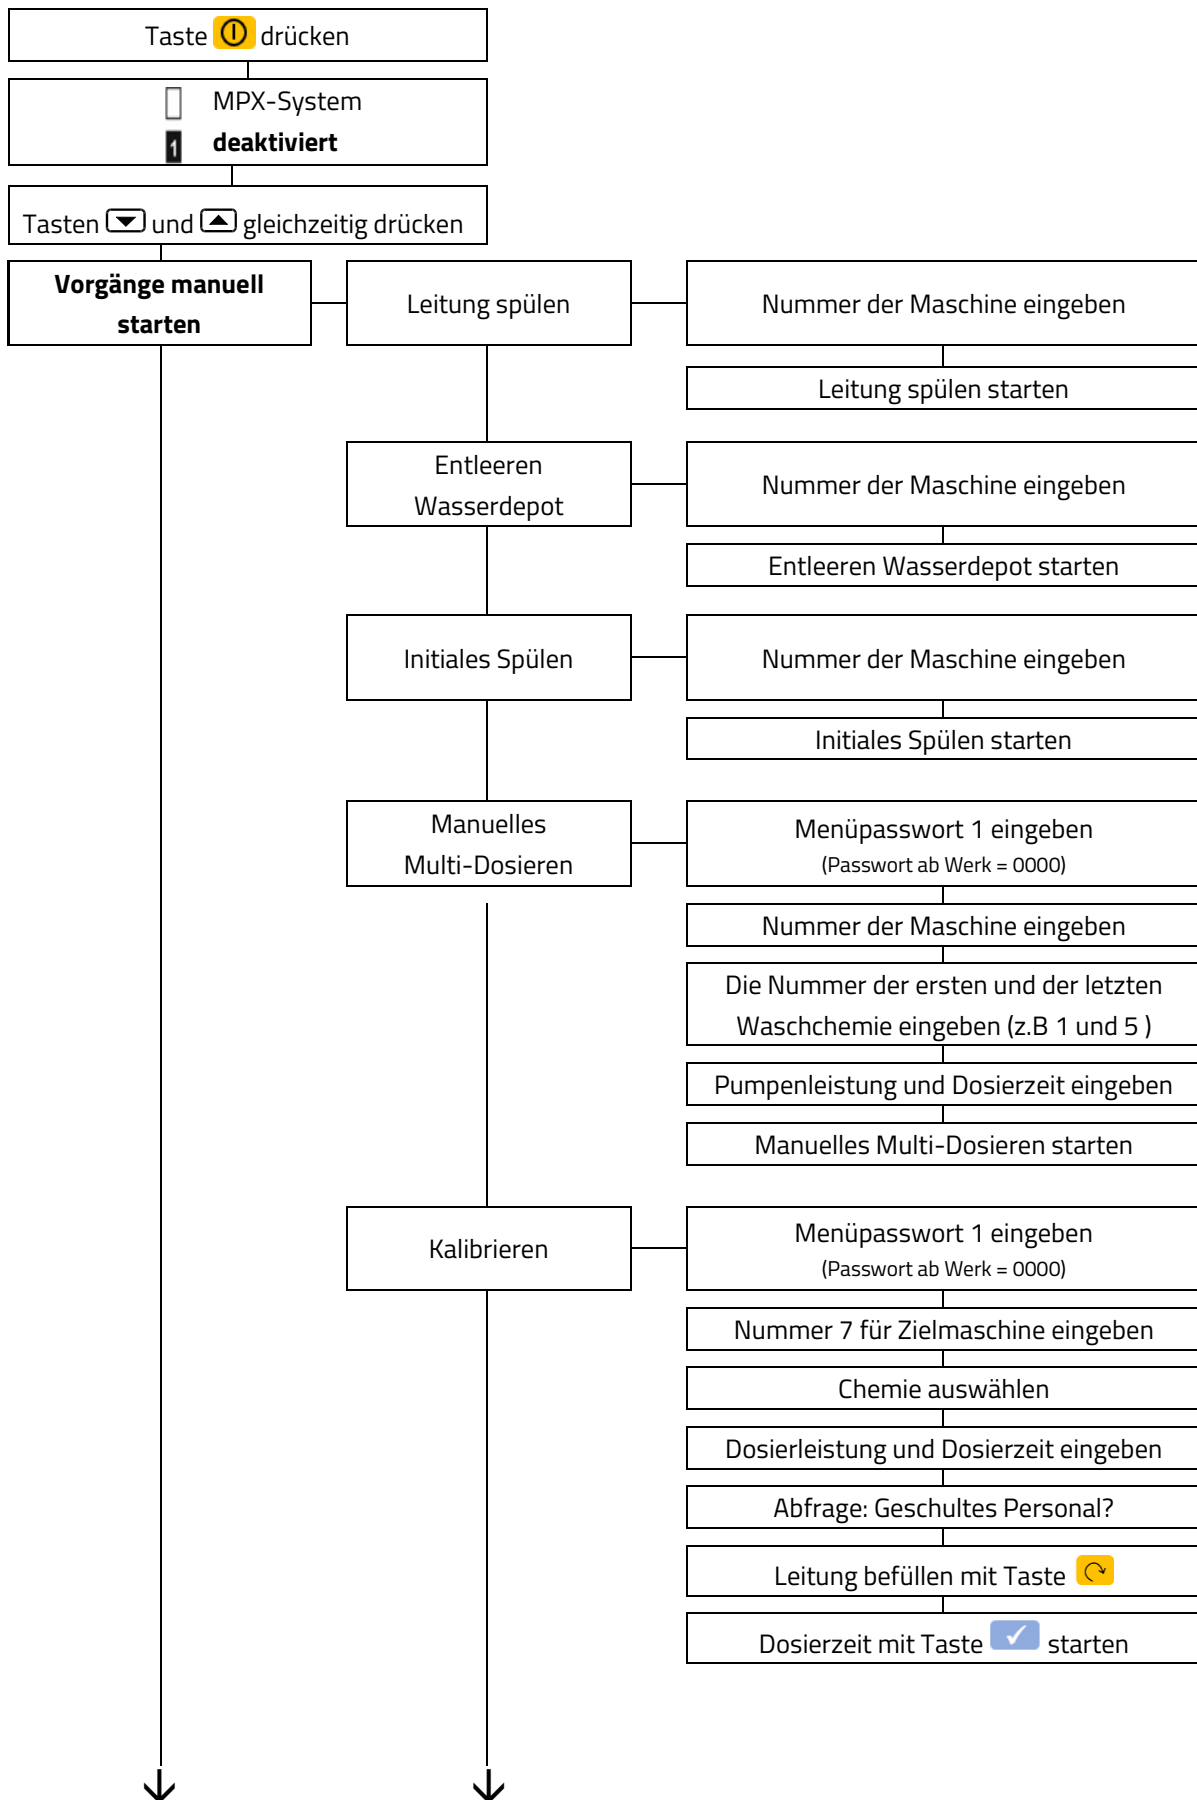 Taste drücken
MPX-System
1 deaktiviert
Tasten und gleichzeitig drücken
Vorgänge manuell
starten
Leitung spülen
Nummer der Maschine eingeben
Leitung spülen starten
Entleeren
Wasserdepot
Nummer der Maschine eingeben
Entleeren Wasserdepot starten
Initiales Spülen
Nummer der Maschine eingeben
Initiales Spülen starten
Manuelles
Multi-Dosieren
Menüpasswort 1 eingeben
(Passwort ab Werk = 0000)
Nummer der Maschine eingeben
Die Nummer der ersten und der letzten
Waschchemie eingeben (z.B 1 und 5 )
Pumpenleistung und Dosierzeit eingeben
Manuelles Multi-Dosieren starten
Kalibrieren
Menüpasswort 1 eingeben
(Passwort ab Werk = 0000)
Nummer 7 für Zielmaschine eingeben
Chemie auswählen
Dosierleistung und Dosierzeit eingeben
Abfrage: Geschultes Personal?
Leitung befüllen mit Taste
Dosierzeit mit Taste starten